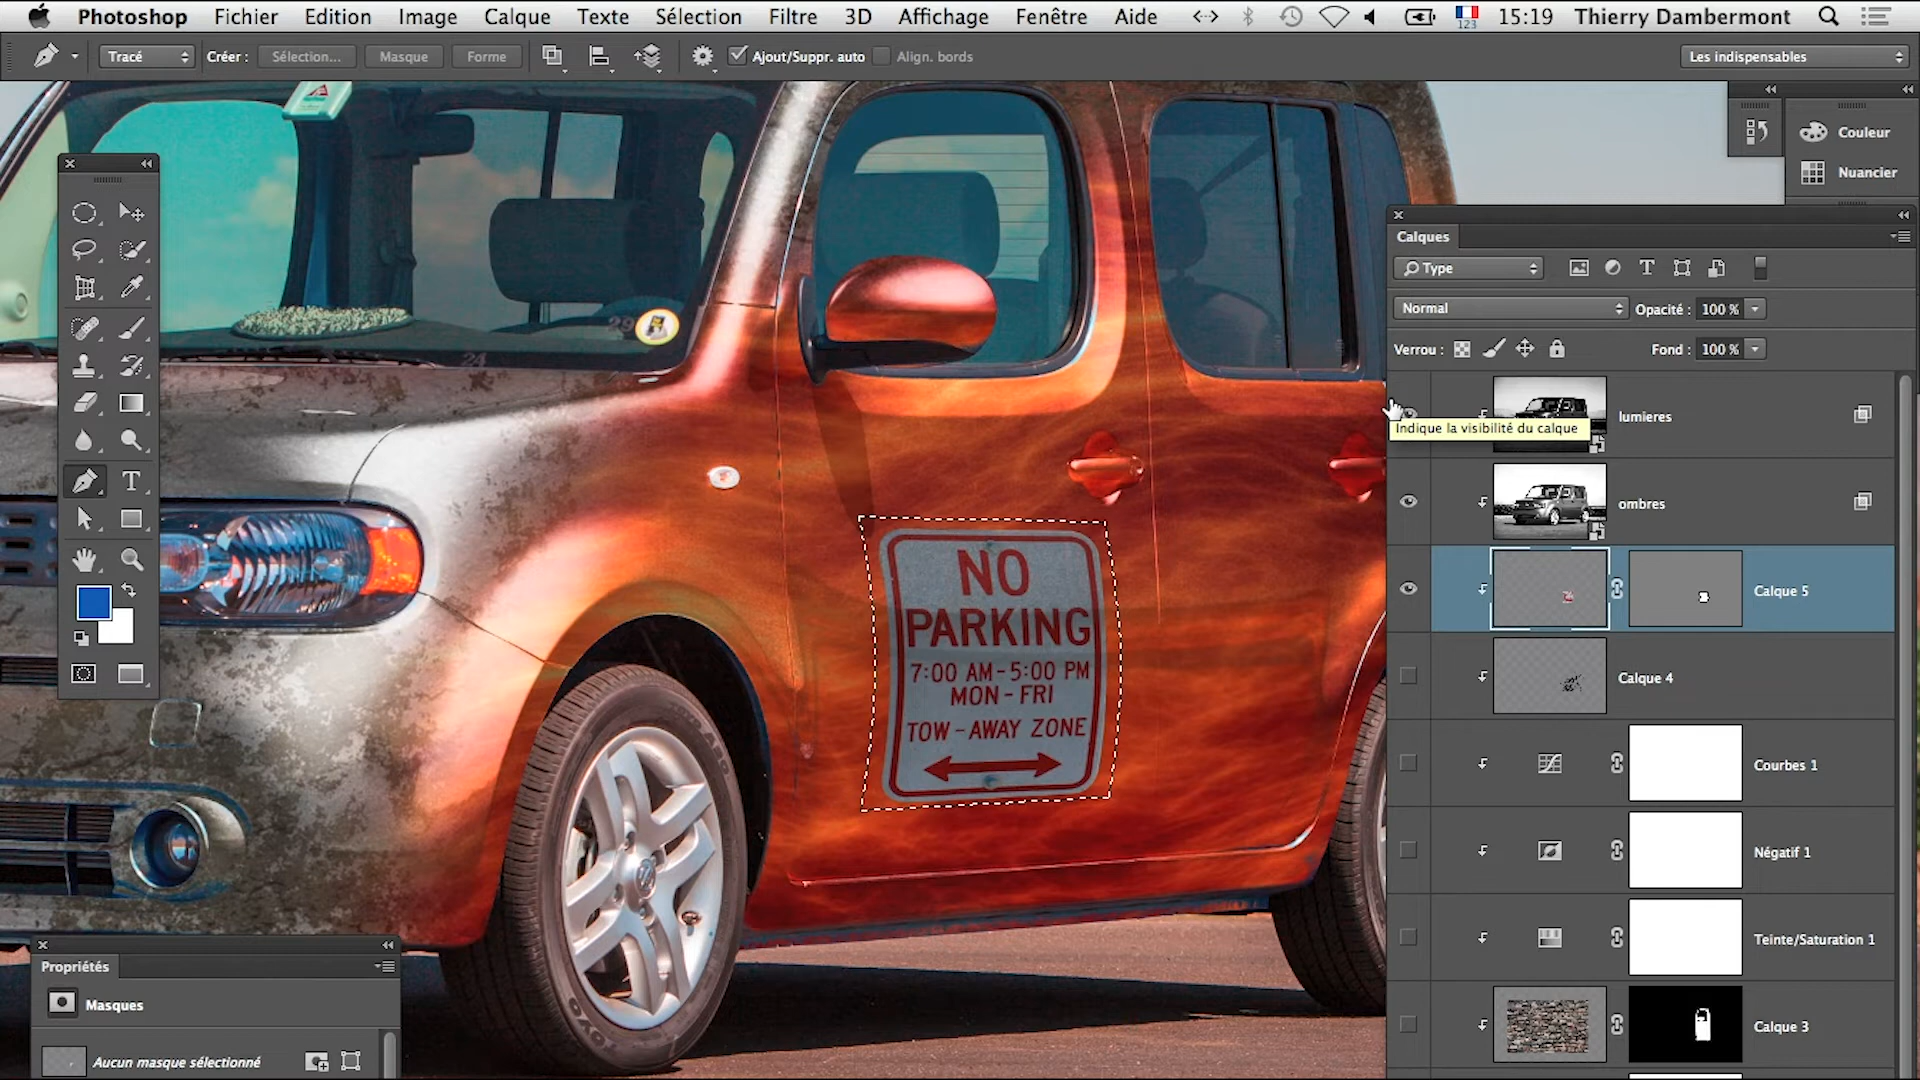 Photoshop Fichier Edition Image Calque Texte Sélection Filtre 3D Affichage Fenêtre Aide 123 15:19 Thierry Dambermont
Tracé Créer : Sélection... Masque Forme Ajout/Suppr. auto Align. bords Les indispensables
Couleur
Nuancier
Calques
Type
Normal Opacité : 100 %
Verrou : Fond : 100 %
lumieres
Indique la visibilité du calque
ombres
Calque 5
Calque 4
Courbes 1
Négatif 1
Teinte/Saturation 1
Calque 3
NO
PARKING
7:00 AM-5:00 PM
MON-FRI
TOW-AWAY ZONE
Propriétés
Masques
Aucun masque sélectionné
TOYO